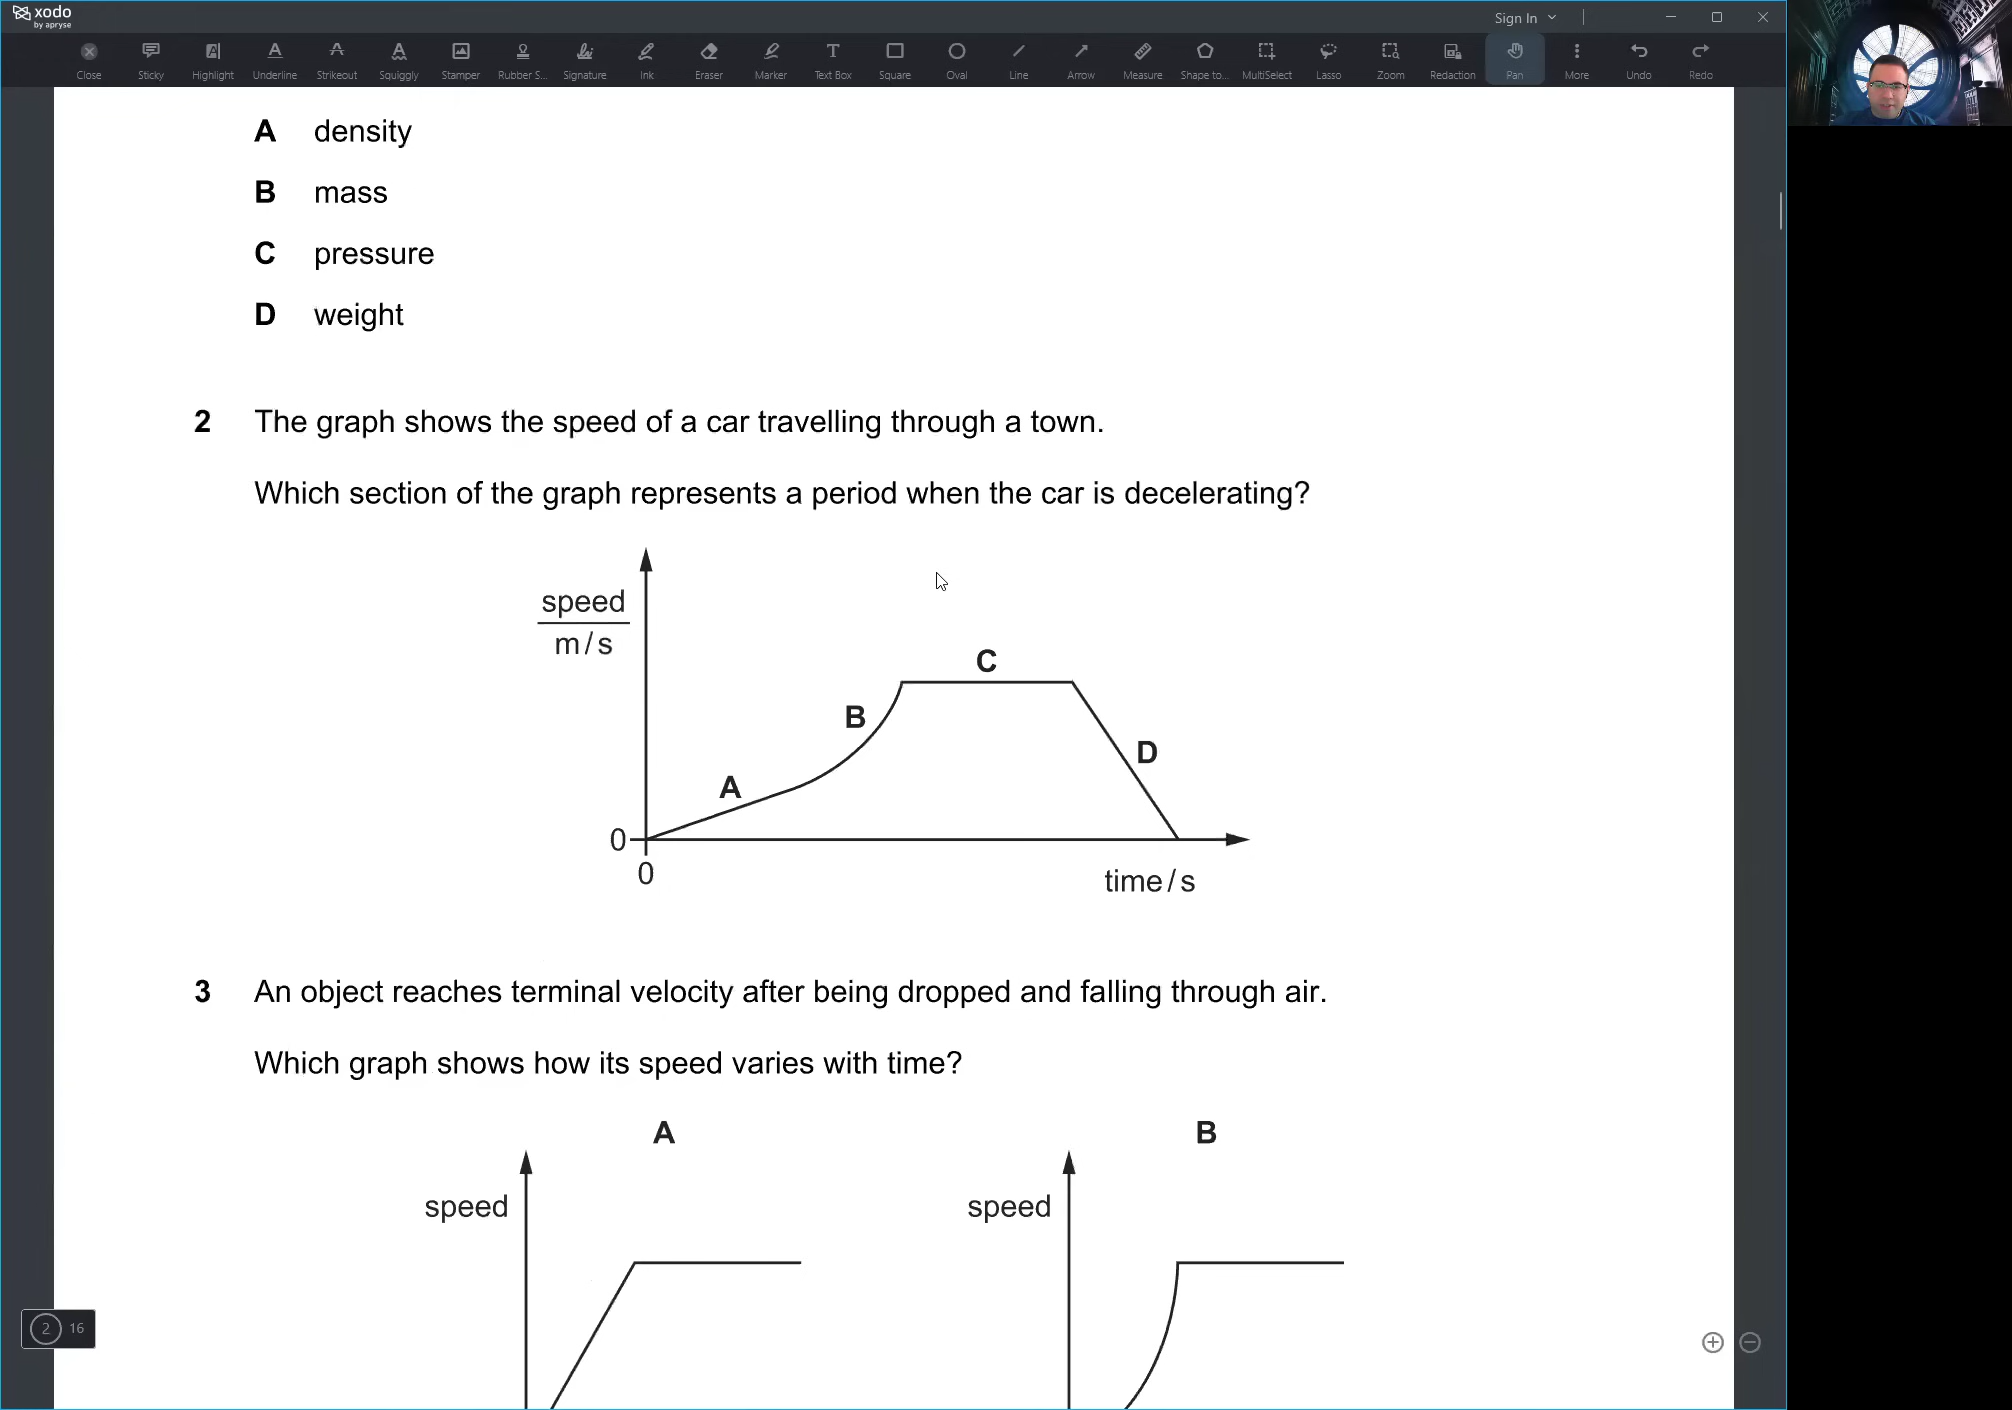 xodo
by apryse
Sign In
Close
Sticky
Highlight
Underline
Strikeout
Squiggly
Stamper
Rubber S...
Signature
Ink
Eraser
Marker
Text Box
Square
Oval
Line
Arrow
Measure
Shape to...
MultiSelect
Lasso
Zoom
Redaction
Pan
More
Undo
Redo
A density
B mass
C pressure
D weight
2 The graph shows the speed of a car travelling through a town.
Which section of the graph represents a period when the car is decelerating?
speed
m / s
C
B
D
A
0
0
time / s
3 An object reaches terminal velocity after being dropped and falling through air.
Which graph shows how its speed varies with time?
A
B
speed
speed
2 16